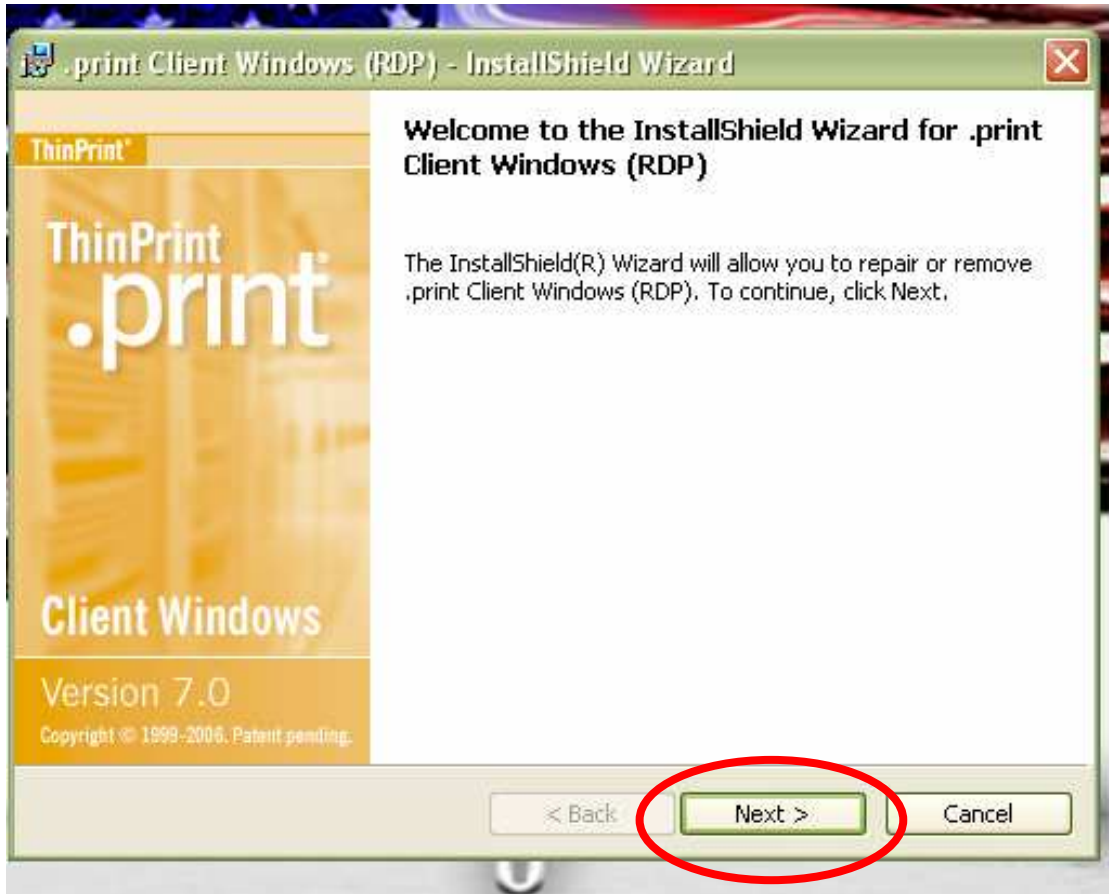 .print Client Windows (RDP) - InstallShield Wizard
ThinPrint®
ThinPrint
.print
Client Windows
Version 7.0
Copyright © 1999-2006. Patent pending.
Welcome to the InstallShield Wizard for .print
Client Windows (RDP)
The InstallShield(R) Wizard will allow you to repair or remove
.print Client Windows (RDP). To continue, click Next.
< Back
Next >
Cancel